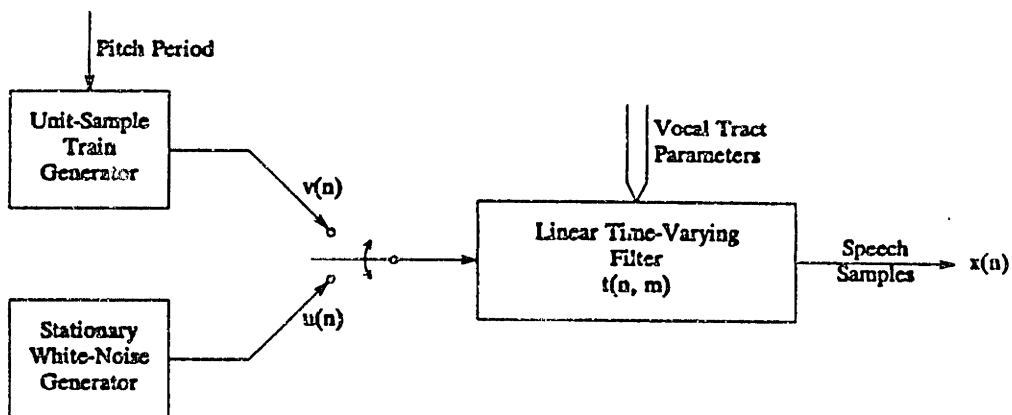 Pitch Period
Unit-Sample
Train
Generator
v(n)
Vocal Tract
Parameters
Linear Time-Varying
Filter
t(n, m)
Speech
Samples
x(n)
u(n)
Stationary
White-Noise
Generator